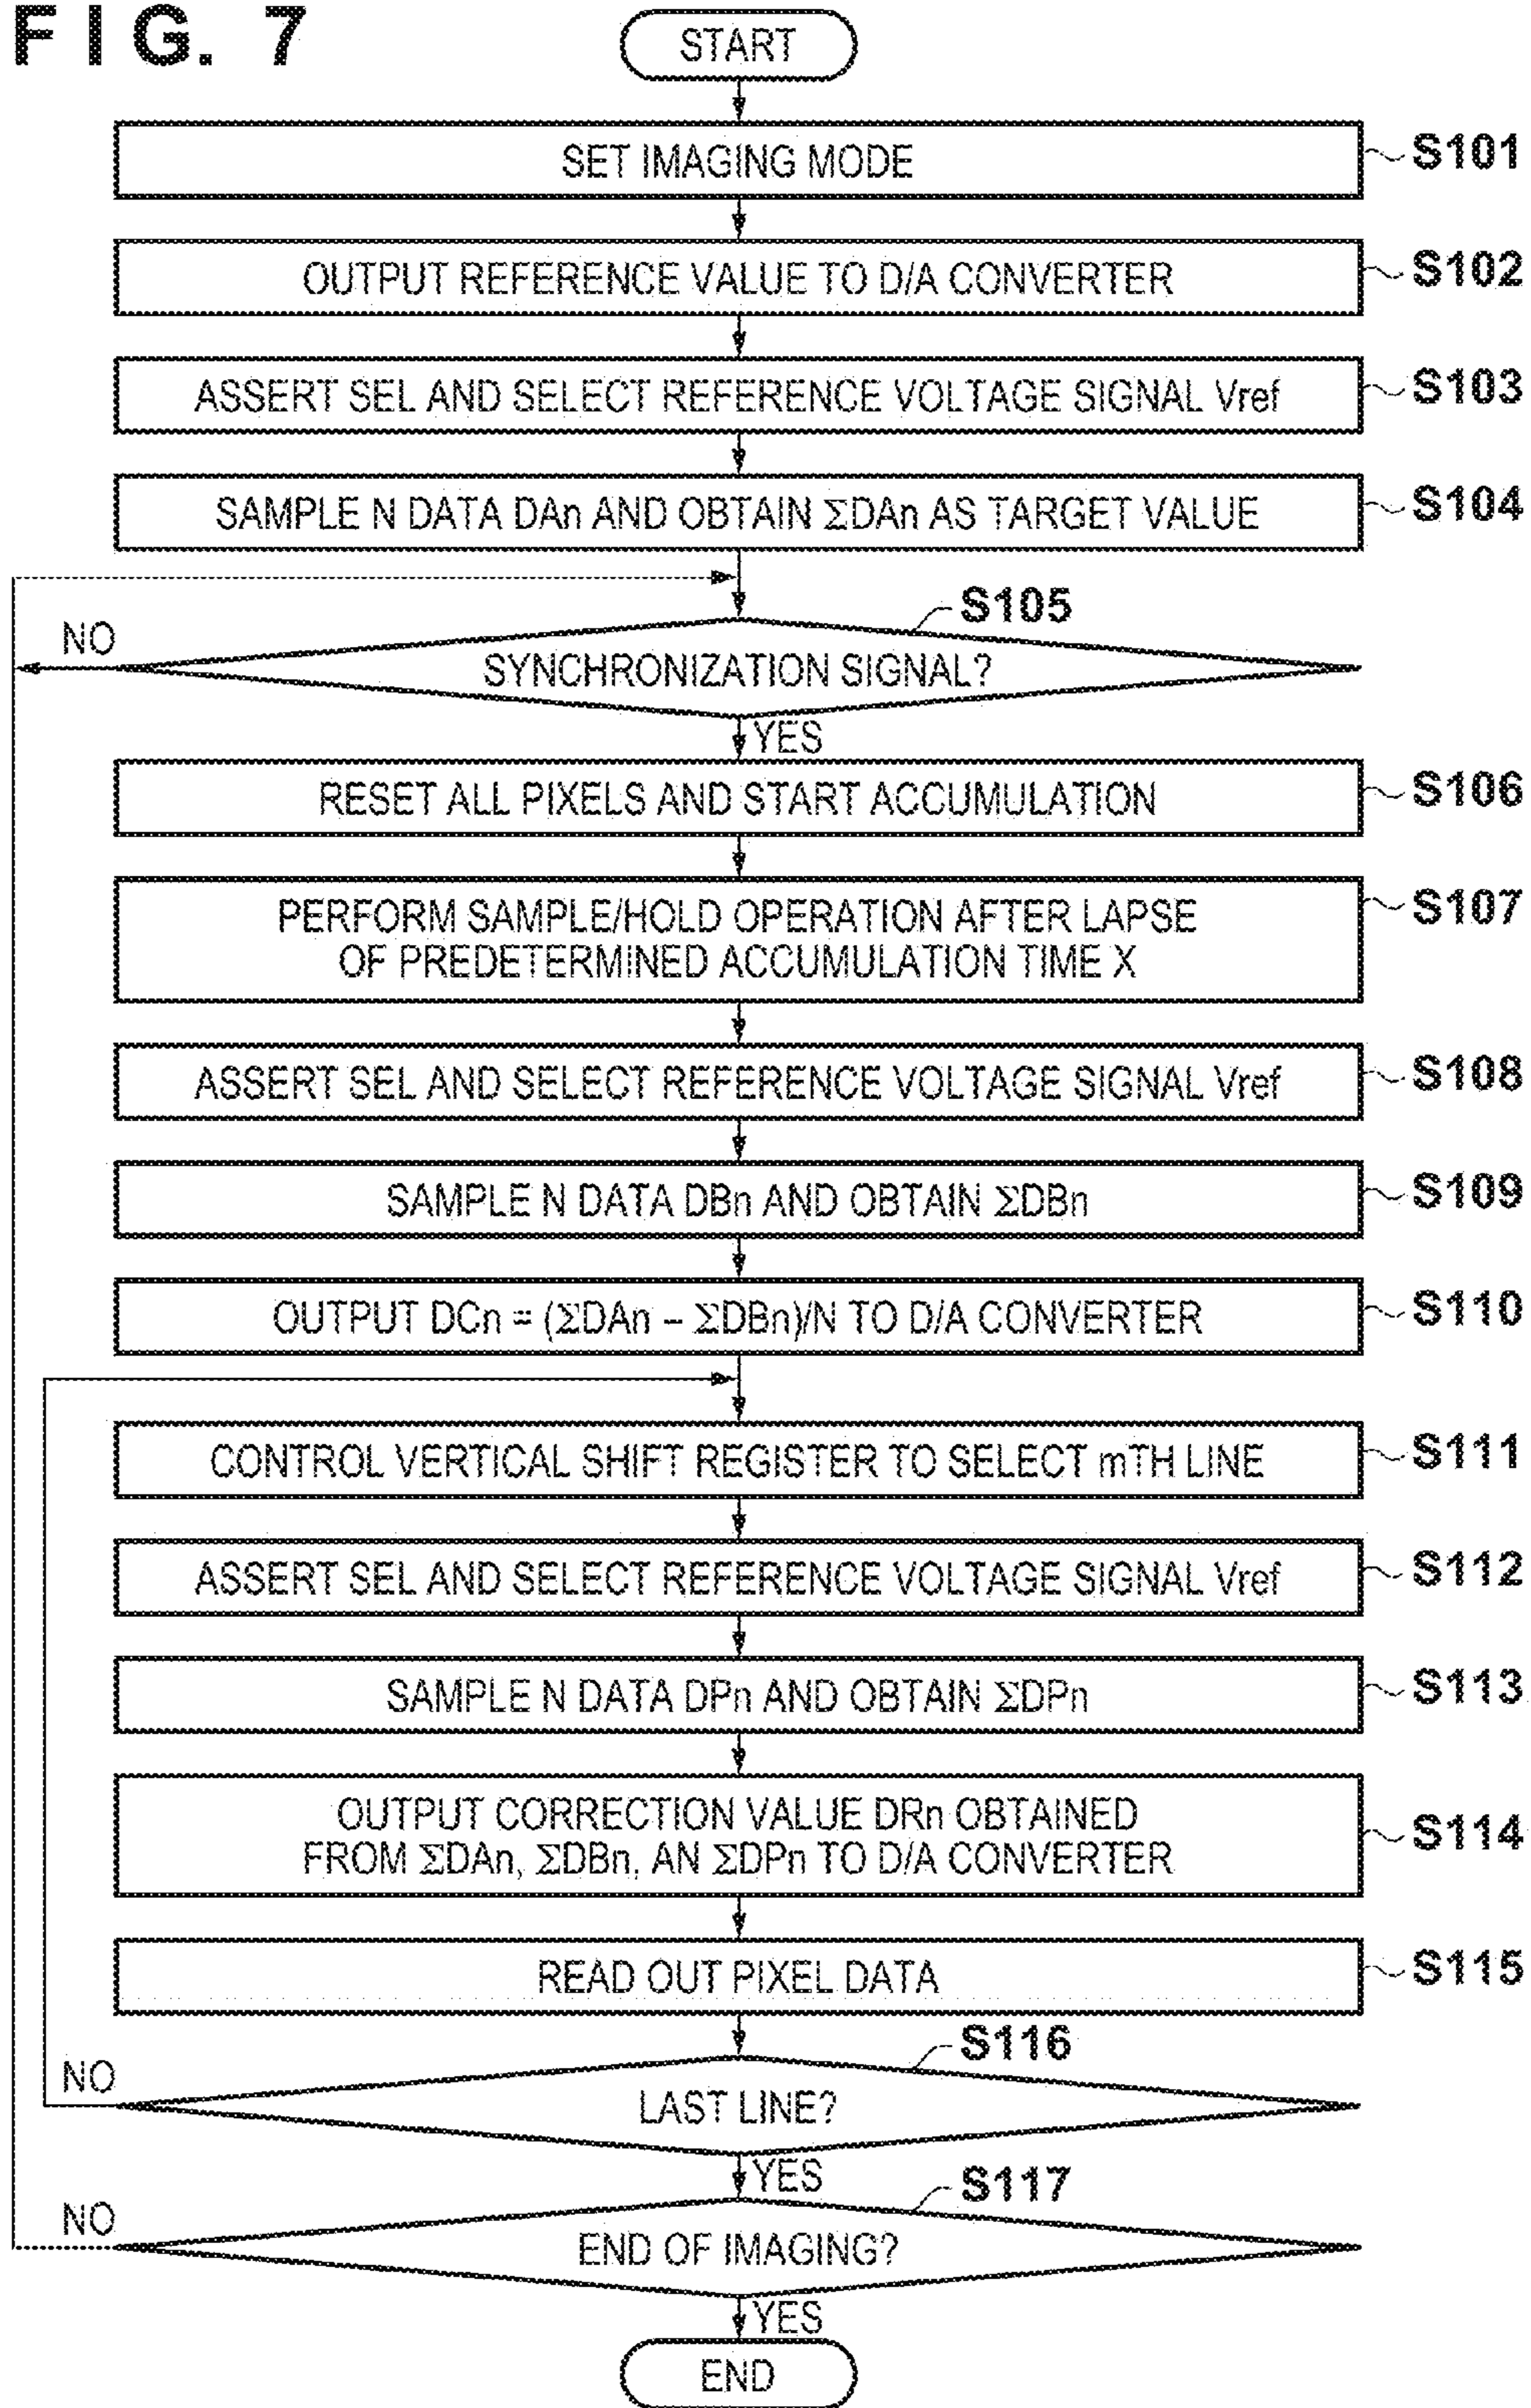 FIG. 7
START
SET IMAGING MODE
S101
OUTPUT REFERENCE VALUE TO D/A CONVERTER
S102
ASSERT SEL AND SELECT REFERENCE VOLTAGE SIGNAL Vref
S103
SAMPLE N DATA DAn AND OBTAIN ΣDAn AS TARGET VALUE
S104
S105
NO
SYNCHRONIZATION SIGNAL?
YES
RESET ALL PIXELS AND START ACCUMULATION
S106
PERFORM SAMPLE/HOLD OPERATION AFTER LAPSE
OF PREDETERMINED ACCUMULATION TIME X
S107
ASSERT SEL AND SELECT REFERENCE VOLTAGE SIGNAL Vref
S108
SAMPLE N DATA DBn AND OBTAIN ΣDBn
S109
OUTPUT DCn = (ΣDAn – ΣDBn)/N TO D/A CONVERTER
S110
CONTROL VERTICAL SHIFT REGISTER TO SELECT mTH LINE
S111
ASSERT SEL AND SELECT REFERENCE VOLTAGE SIGNAL Vref
S112
SAMPLE N DATA DPn AND OBTAIN ΣDPn
S113
OUTPUT CORRECTION VALUE DRn OBTAINED
FROM ΣDAn, ΣDBn, AN ΣDPn TO D/A CONVERTER
S114
READ OUT PIXEL DATA
S115
S116
NO
LAST LINE?
YES
S117
NO
END OF IMAGING?
YES
END